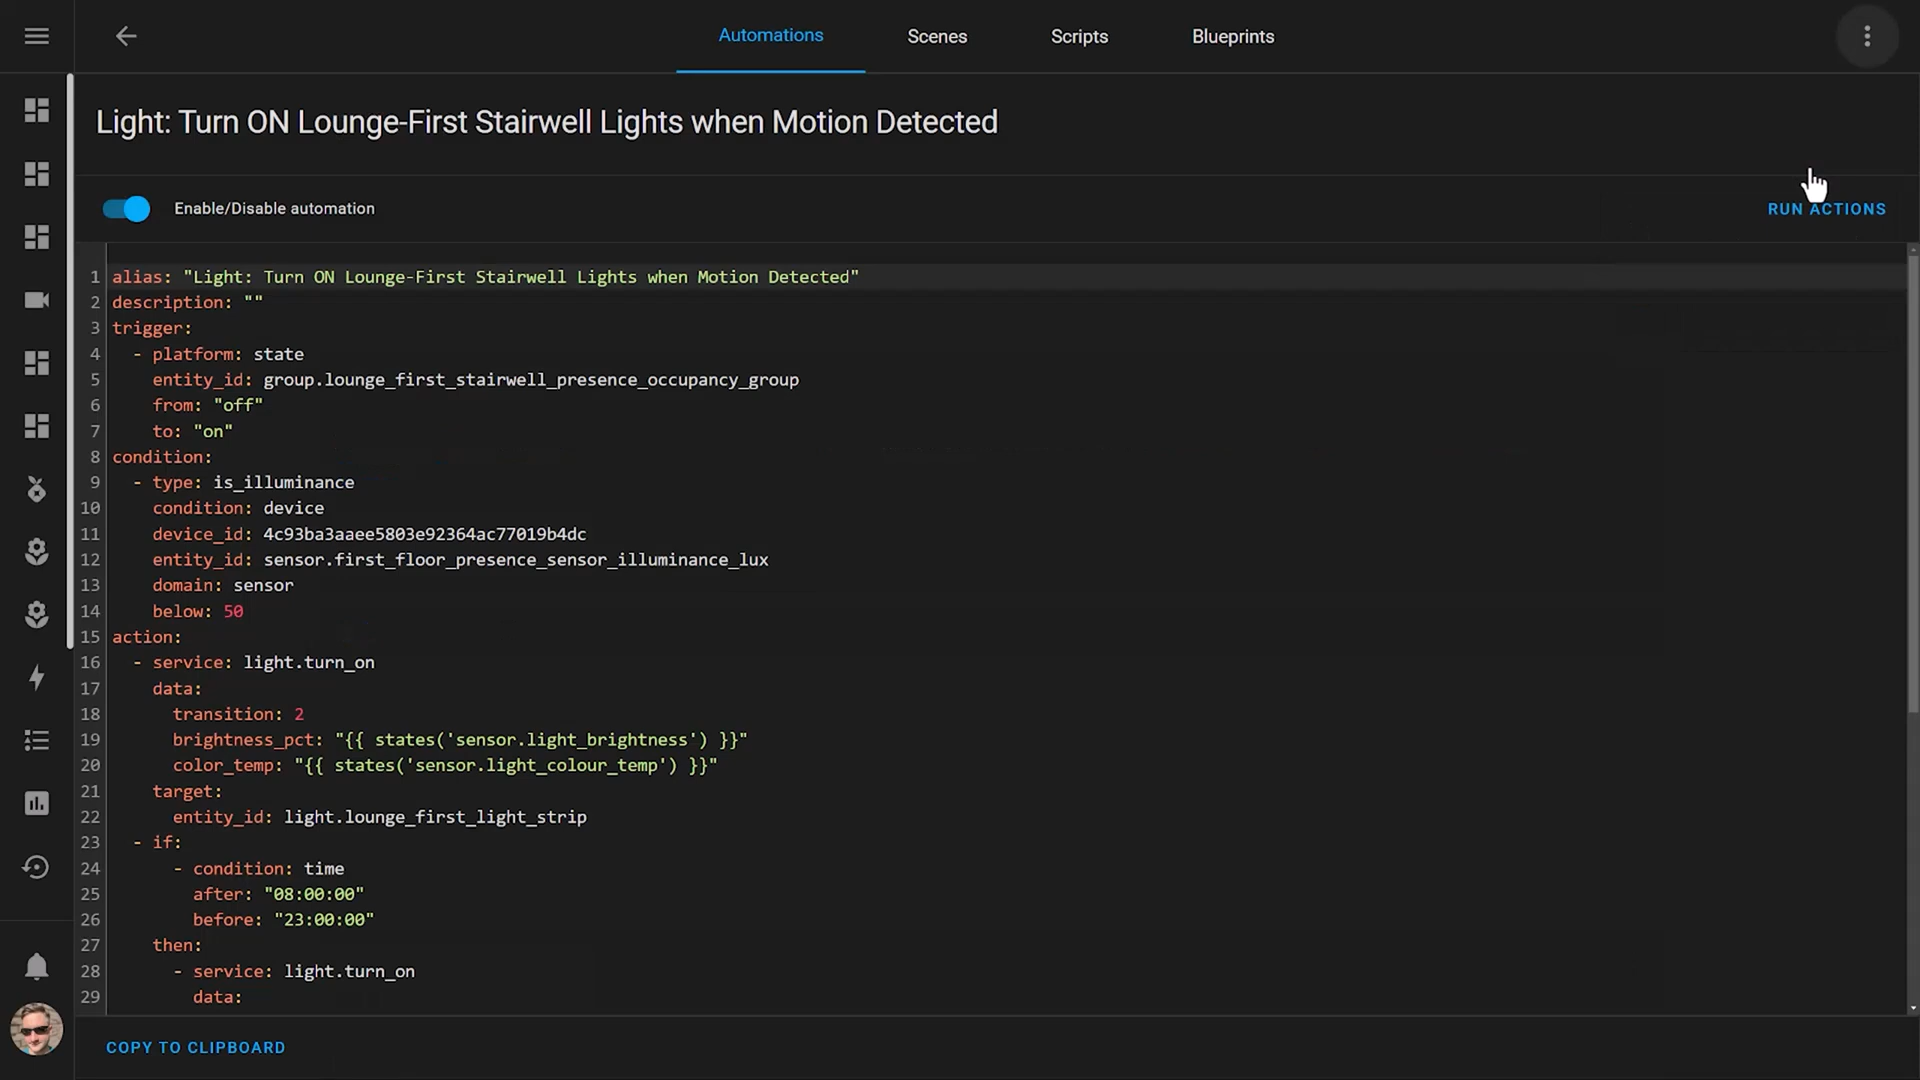 Automations
Scenes
Scripts
Blueprints
Light: Turn ON Lounge-First Stairwell Lights when Motion Detected
Enable/Disable automation
RUN ACTIONS
1 alias: "Light: Turn ON Lounge-First Stairwell Lights when Motion Detected"
2 description: ""
3 trigger:
4 - platform: state
5 entity_id: group.lounge_first_stairwell_presence_occupancy_group
6 from: "off"
7 to: "on"
8 condition:
9 - type: is_illuminance
10 condition: device
11 device_id: 4c93ba3aaee5803e92364ac77019b4dc
12 entity_id: sensor.first_floor_presence_sensor_illuminance_lux
13 domain: sensor
14 below: 50
15 action:
16 - service: light.turn_on
17 data:
18 transition: 2
19 brightness_pct: "{{ states('sensor.light_brightness') }}"
20 color_temp: "{{ states('sensor.light_colour_temp') }}"
21 target:
22 entity_id: light.lounge_first_light_strip
23 - if:
24 - condition: time
25 after: "08:00:00"
26 before: "23:00:00"
27 then:
28 - service: light.turn_on
29 data:
COPY TO CLIPBOARD